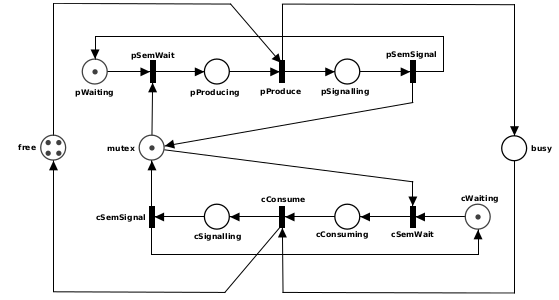 pSemWait
pSemSignal
pWaiting
pProducing
pProduce
pSignalling
free
mutex
busy
cSemSignal
cConsume
cWaiting
cSignalling
cConsuming
cSemWait